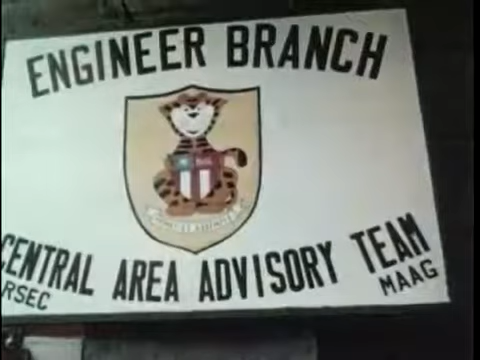 ENGINEER BRANCH
CENTRAL AREA ADVISORY TEAM
RSEC MAAG